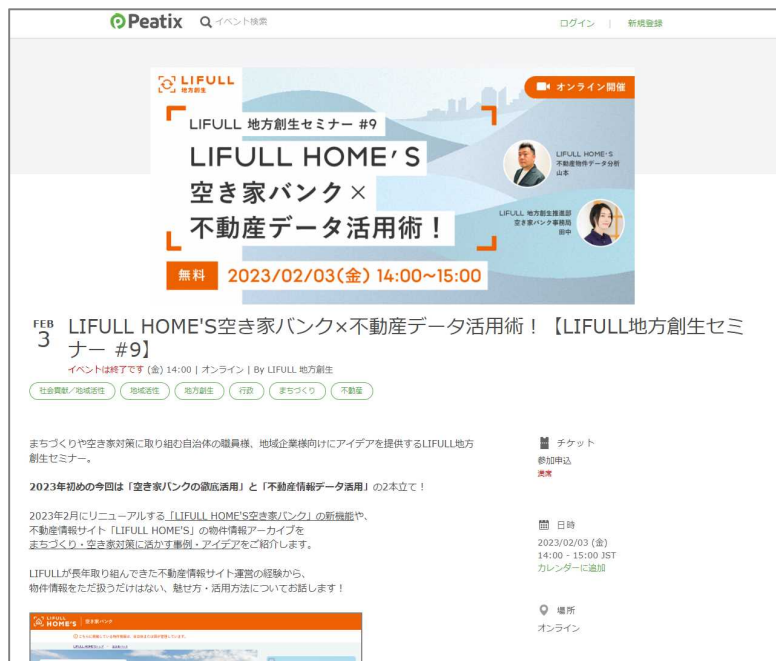 Peatix
イベント検索
ログイン | 新規登録
LIFULL
地方創生
オンライン開催
LIFULL 地方創生セミナー #9
LIFULL HOME'S
空き家バンク×
不動産データ活用術！
LIFULL HOME'S
不動産物件データ分析
山本
LIFULL 地方創生推進部
空き家バンク事務局
田中
無料 2023/02/03(金) 14:00~15:00
FEB
3
LIFULL HOME'S空き家バンク×不動産データ活用術！【LIFULL地方創生セミ
ナー #9】
イベントは終了です (金) 14:00 | オンライン | By LIFULL 地方創生
社会貢献／地域活性 地域活性 地方創生 行政 まちづくり 不動産
まちづくりや空き家対策に取り組む自治体の職員様、地域企業様向けにアイデアを提供するLIFULL地方
創生セミナー。
2023年初めの今回は「空き家バンクの徹底活用」と「不動産情報データ活用」の2本立て！
2023年2月にリニューアルする「LIFULL HOME'S空き家バンク」の新機能や、
不動産情報サイト「LIFULL HOME'S」の物件情報アーカイブを
まちづくり・空き家対策に活かす事例・アイデアをご紹介します。
LIFULLが長年取り組んできた不動産情報サイト運営の経験から、
物件情報をただ扱うだけはない、魅せ方・活用方法についてお話します！
チケット
参加申込
満席
日時
2023/02/03 (金)
14:00 - 15:00 JST
カレンダーに追加
場所
オンライン
LIFULL
HOME'S
空き家バンク